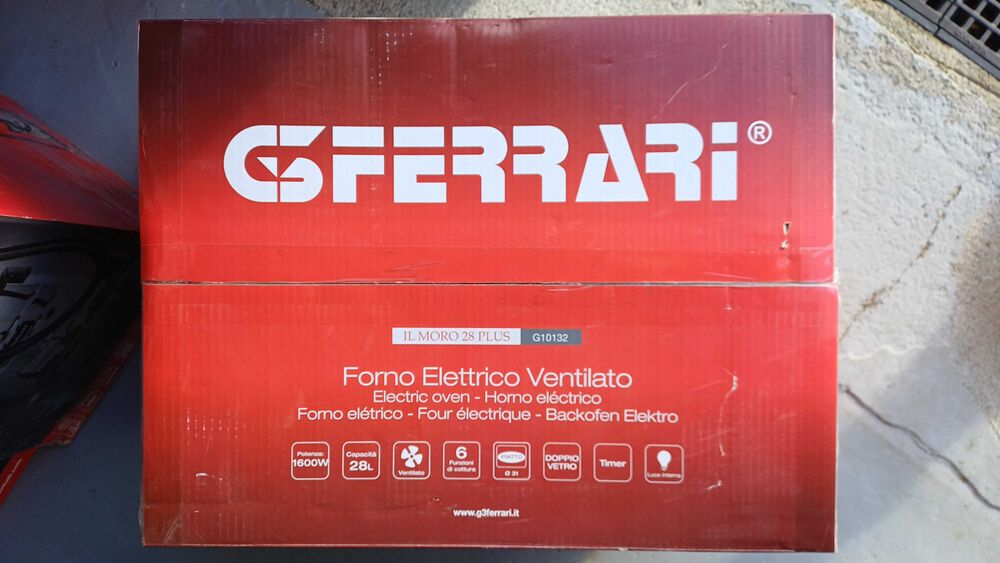 G3FERRARI®
IL MORO 28 PLUS G10132
Forno Elettrico Ventilato
Electric oven - Horno eléctrico
Forno elétrico - Four électrique - Backofen Elektro
Potenza: 1600W
Capacità 28L
Ventilato
6 Funzioni di cottura
PIATTO Ø 31
DOPPIO VETRO
Timer
Luce Interna
www.g3ferrari.it